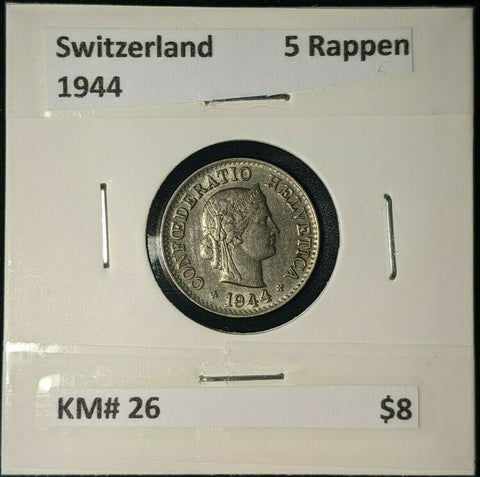 Switzerland 5 Rappen
1944
CONFŒDERATIO HELVETICA
* 1944 *
KM# 26 $8